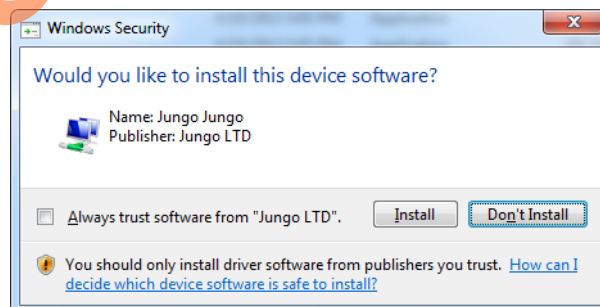 Windows Security
Would you like to install this device software?
Name: Jungo Jungo
Publisher: Jungo LTD
Always trust software from "Jungo LTD".
Install
Don't Install
You should only install driver software from publishers you trust. How can I
decide which device software is safe to install?